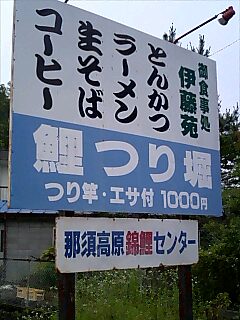 御食事処
伊藤苑
とんかつ
ラーメン
生そば
コーヒー
鯉つり堀
つり竿・エサ付 1000円
那須高原錦鯉センター